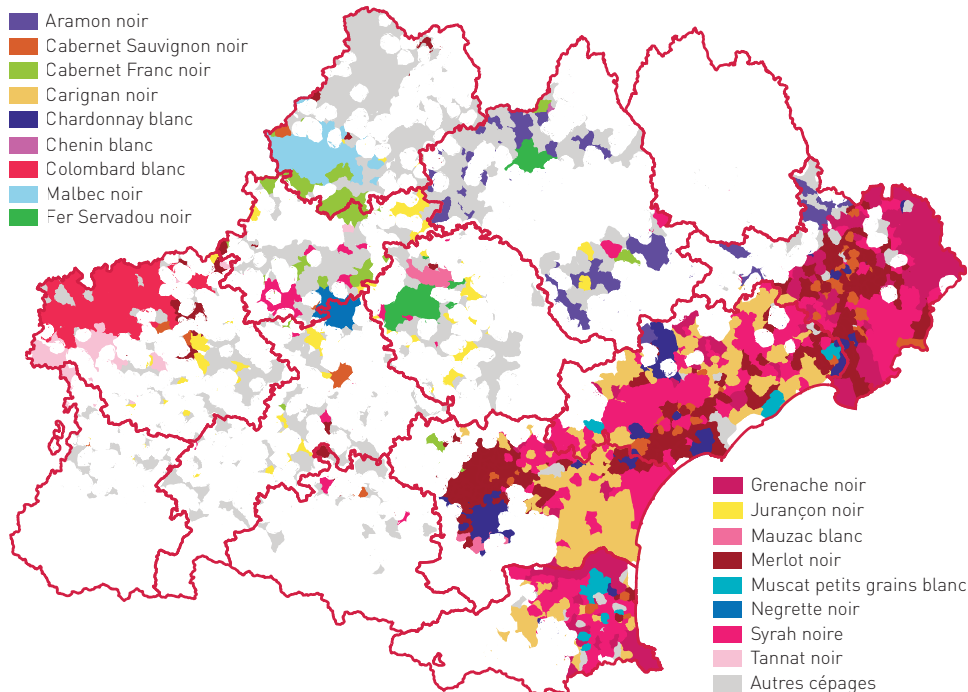 Aramon noir
Cabernet Sauvignon noir
Cabernet Franc noir
Carignan noir
Chardonnay blanc
Chenin blanc
Colombard blanc
Malbec noir
Fer Servadou noir
Grenache noir
Jurançon noir
Mauzac blanc
Merlot noir
Muscat petits grains blanc
Negrette noir
Syrah noire
Tannat noir
Autres cépages